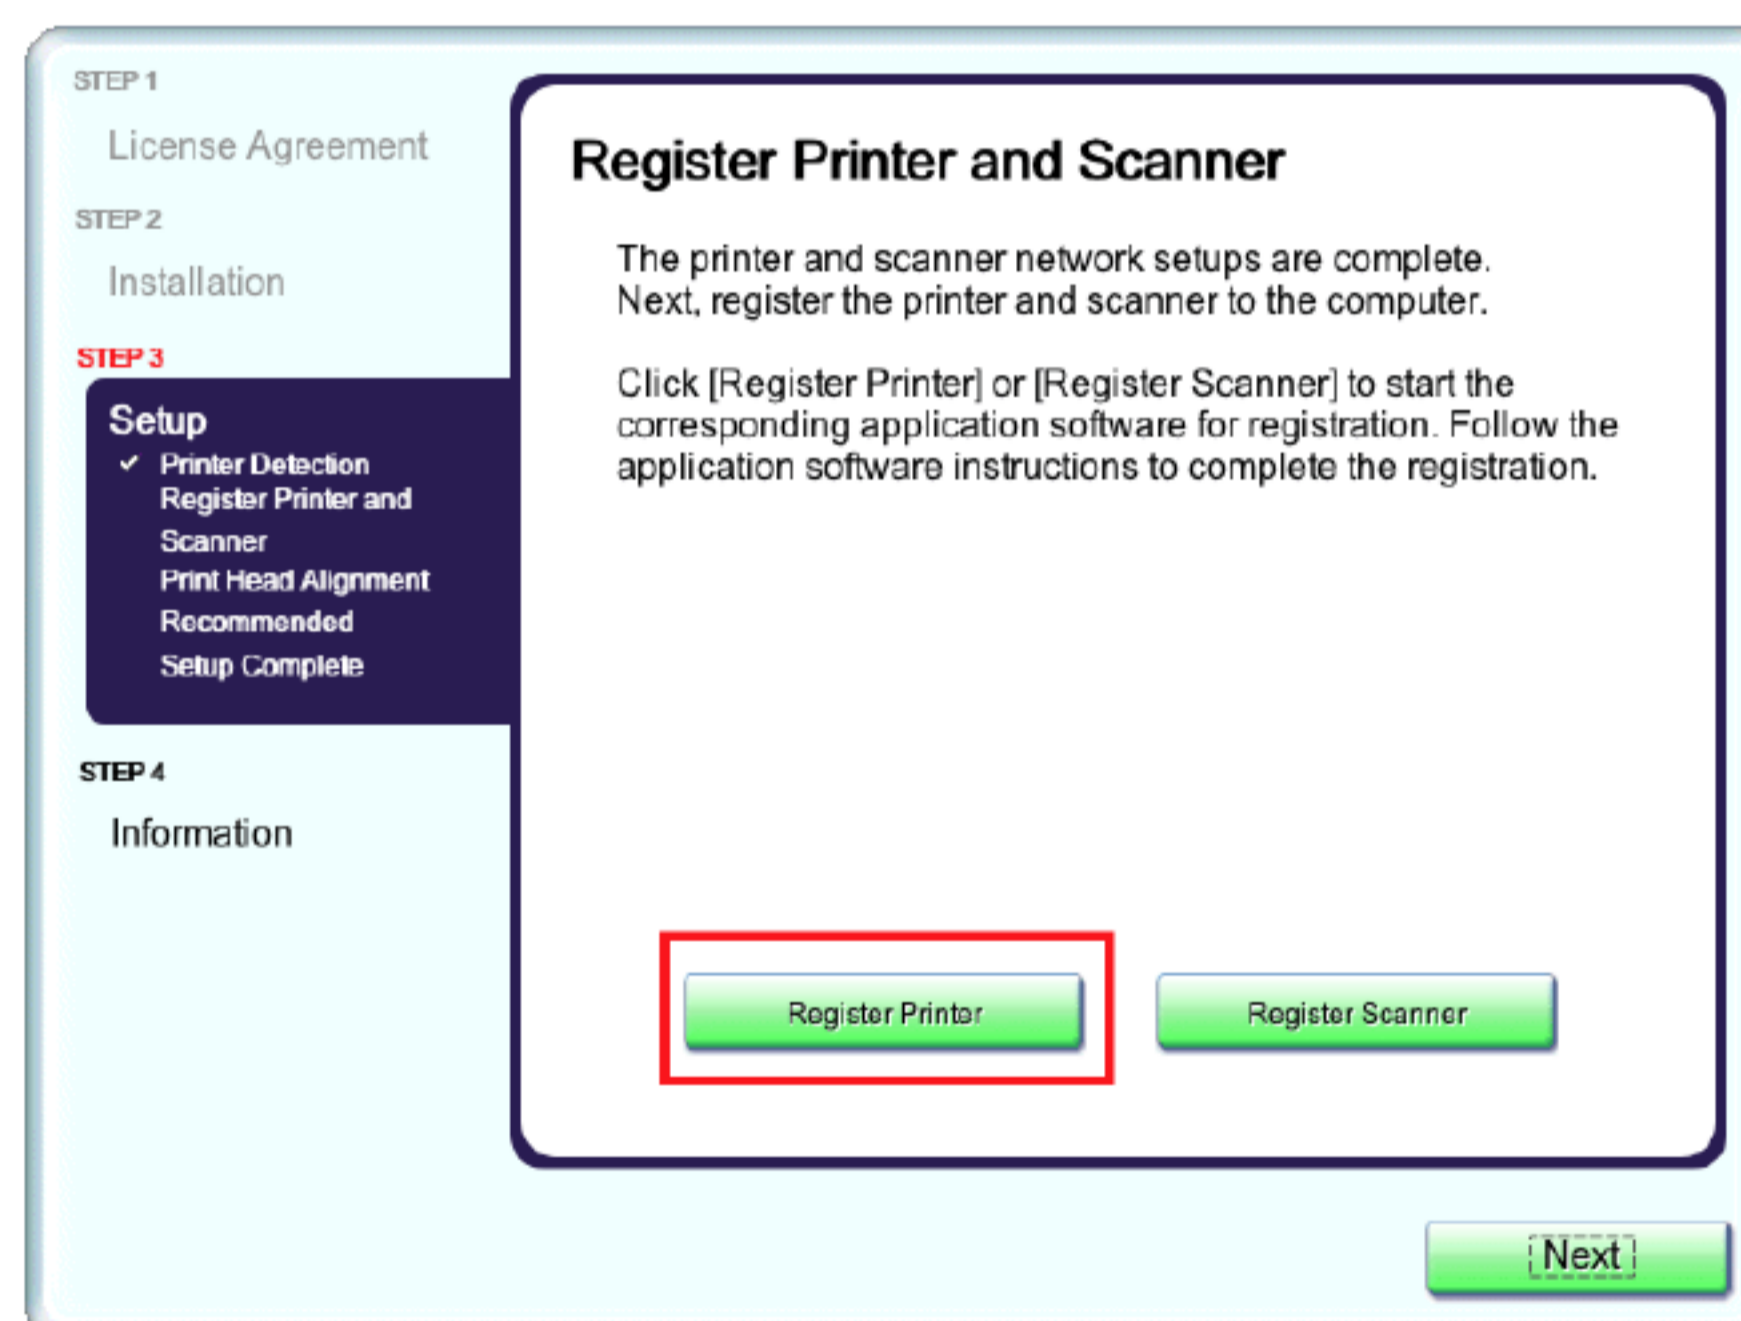 STEP 1
License Agreement
STEP 2
Installation
STEP 3
Setup
Printer Detection
Register Printer and
Scanner
Print Head Alignment
Recommended
Setup Complete
STEP 4
Information
Register Printer and Scanner
The printer and scanner network setups are complete.
Next, register the printer and scanner to the computer.
Click [Register Printer] or [Register Scanner] to start the
corresponding application software for registration. Follow the
application software instructions to complete the registration.
Register Printer
Register Scanner
Next